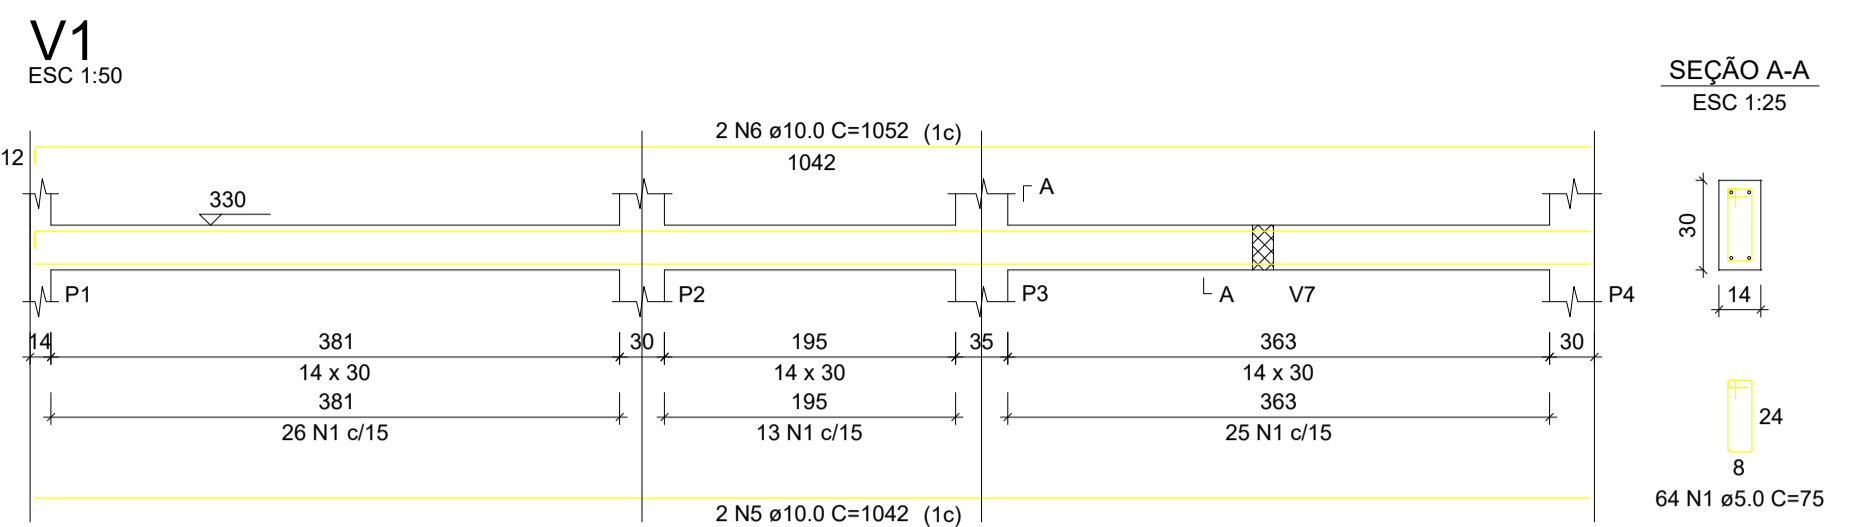 V1
ESC 1:50
SEÇÃO A-A
ESC 1:25
2 N6 ø10.0 C=1052 (1c)
12
1042
A
330
30
14
P1
P2
P3
A
V7
P4
14 381 30 195 35 363 30
14 x 30 14 x 30 14 x 30
381 195 363
26 N1 c/15 13 N1 c/15 25 N1 c/15
24
8
64 N1 ø5.0 C=75
2 N5 ø10.0 C=1042 (1c)